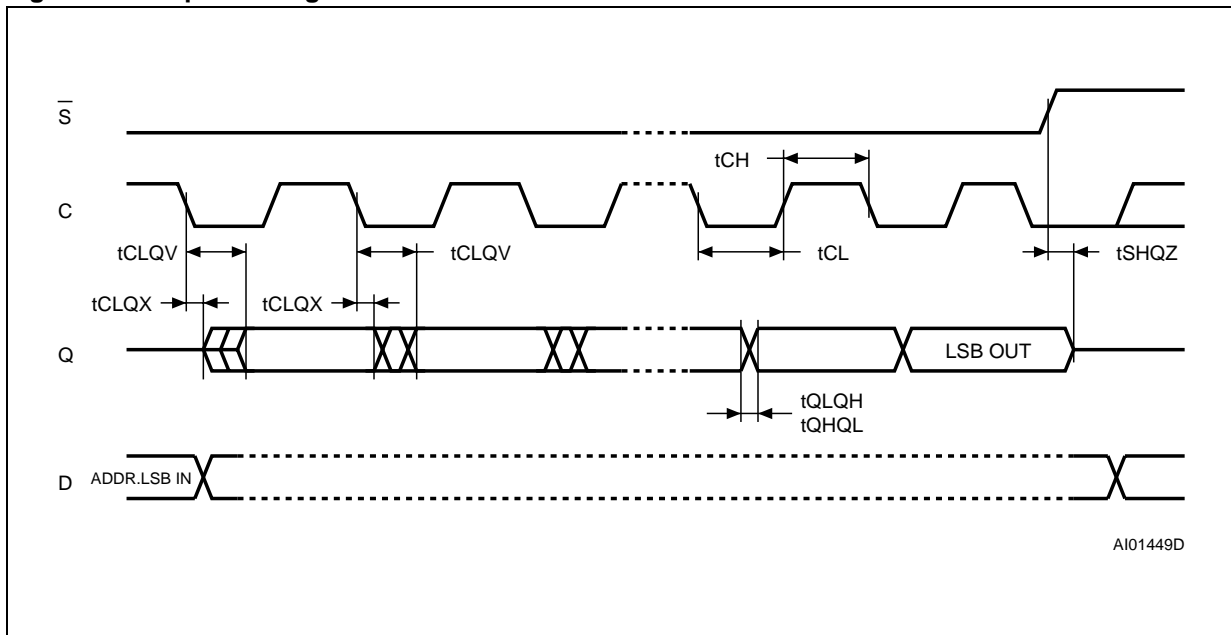 S
tCH
C
tCLQV
tCLQV
tCL
tSHQZ
tCLQX
tCLQX
Q
LSB OUT
tQLQH
tQHQL
D
ADDR.LSB IN
AI01449D